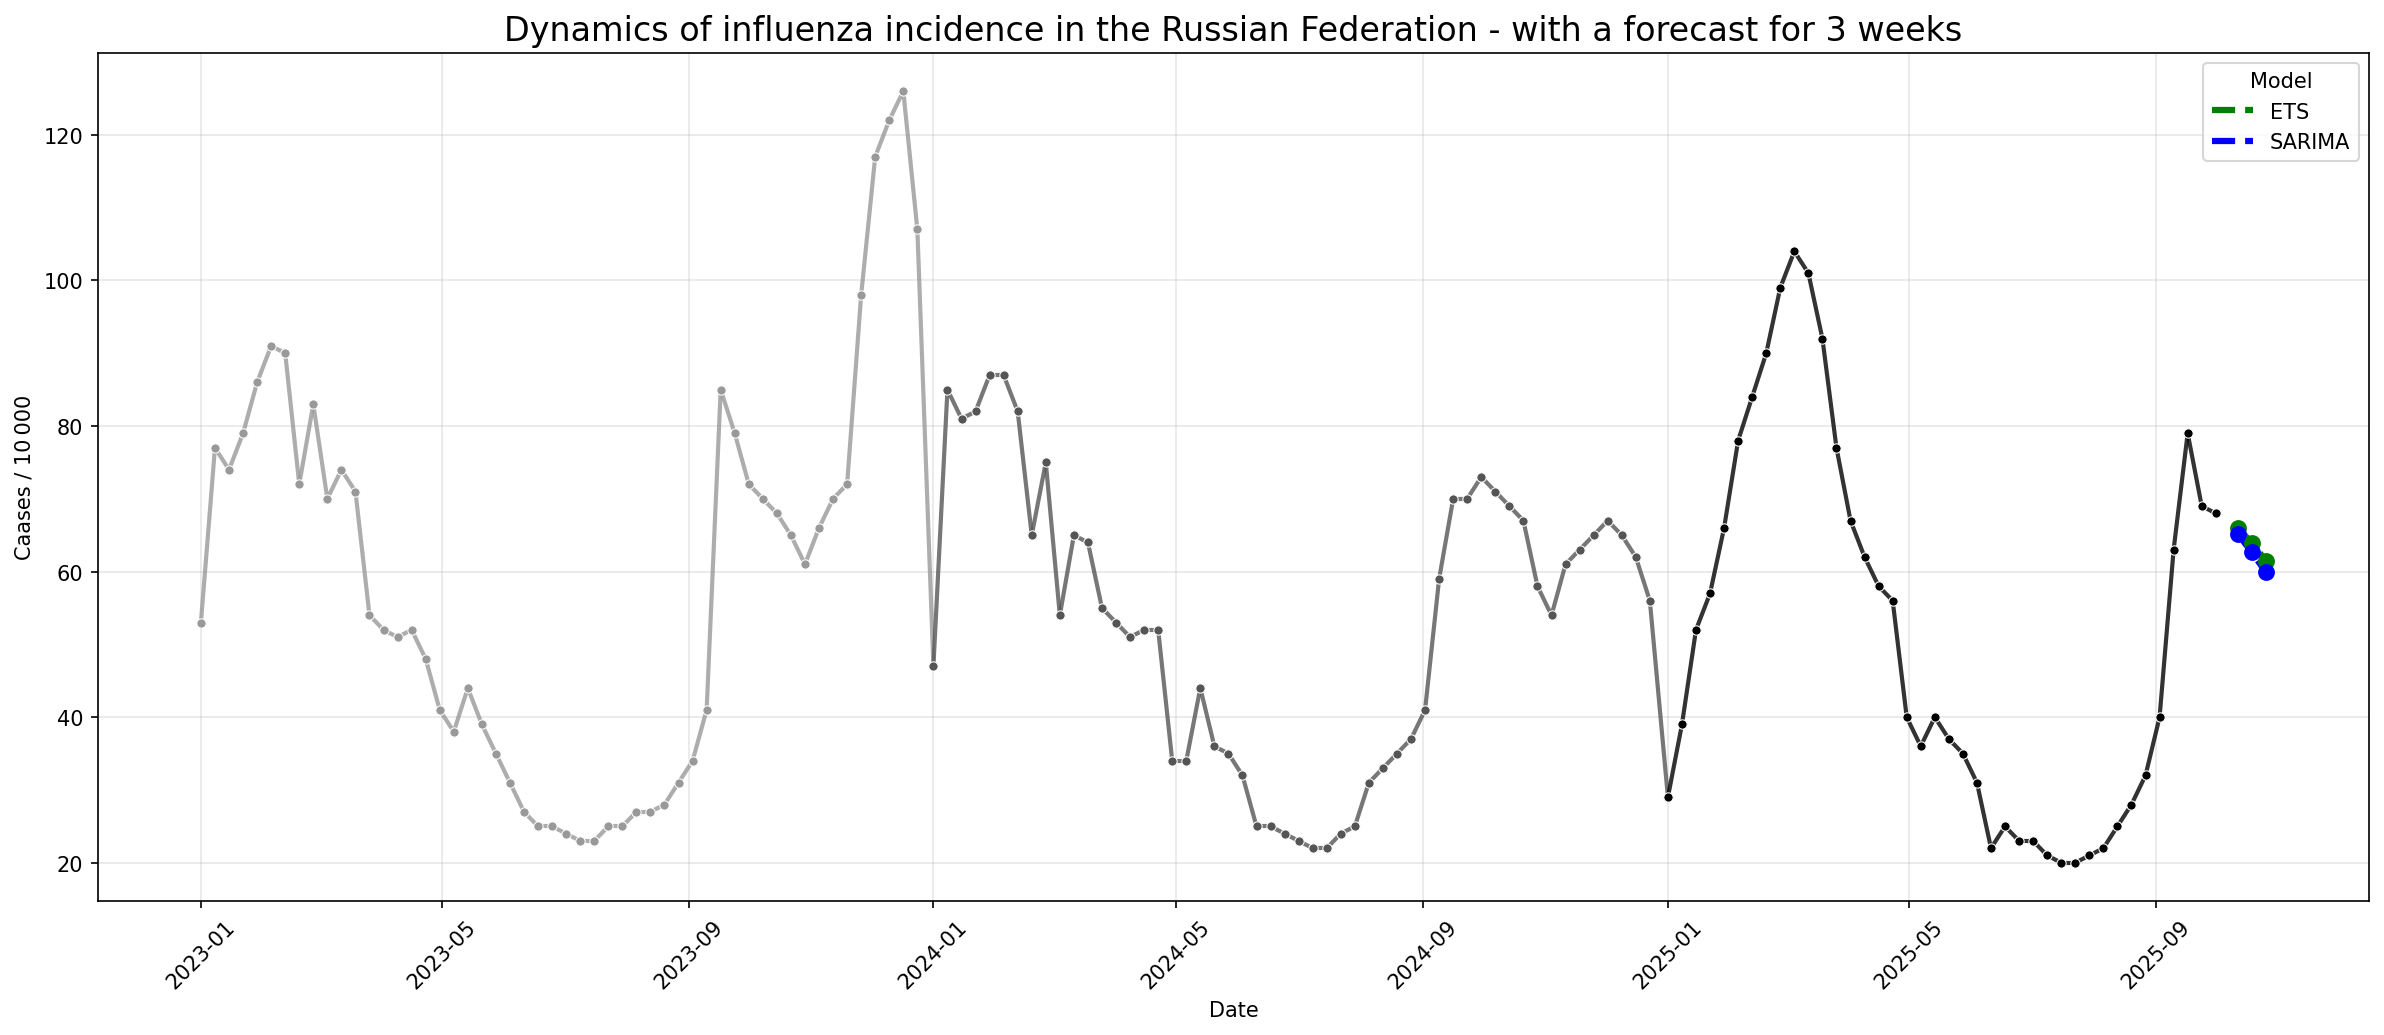 Dynamics of influenza incidence in the Russian Federation - with a forecast for 3 weeks
Model
ETS
SARIMA
Caases / 10 000
120
100
80
60
40
20
2023-01
2023-05
2023-09
2024-01
2024-05
2024-09
2025-01
2025-05
2025-09
Date